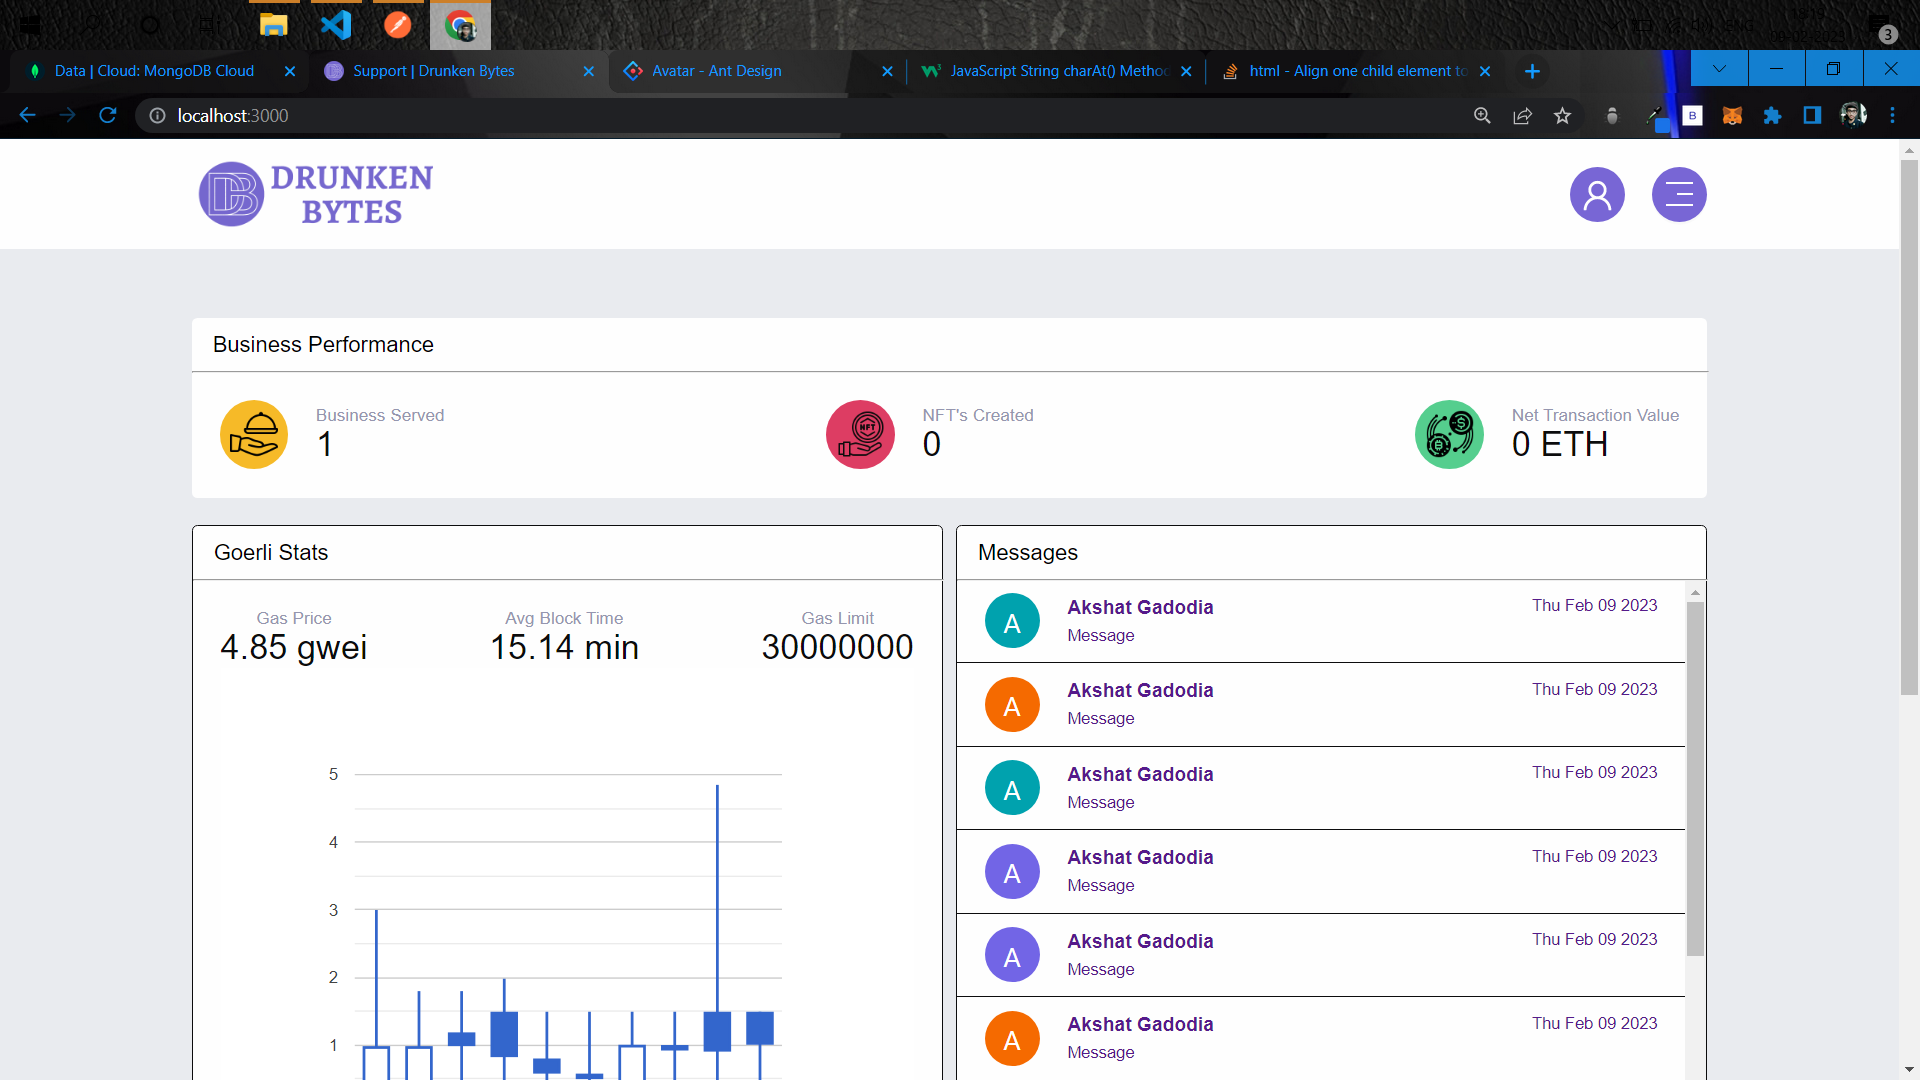 3
Data | Cloud: MongoDB Cloud
Support | Drunken Bytes
Avatar - Ant Design
JavaScript String charAt() Metho
html - Align one child element to
localhost:3000
B
DB
DRUNKEN
BYTES
Business Performance
Business Served
1
NFT
NFT's Created
0
Net Transaction Value
0 ETH
Goerli Stats
Gas Price
4.85 gwei
Avg Block Time
15.14 min
Gas Limit
30000000
5
4
3
2
1
Messages
A
Akshat Gadodia
Thu Feb 09 2023
Message
A
Akshat Gadodia
Thu Feb 09 2023
Message
A
Akshat Gadodia
Thu Feb 09 2023
Message
A
Akshat Gadodia
Thu Feb 09 2023
Message
A
Akshat Gadodia
Thu Feb 09 2023
Message
A
Akshat Gadodia
Thu Feb 09 2023
Message